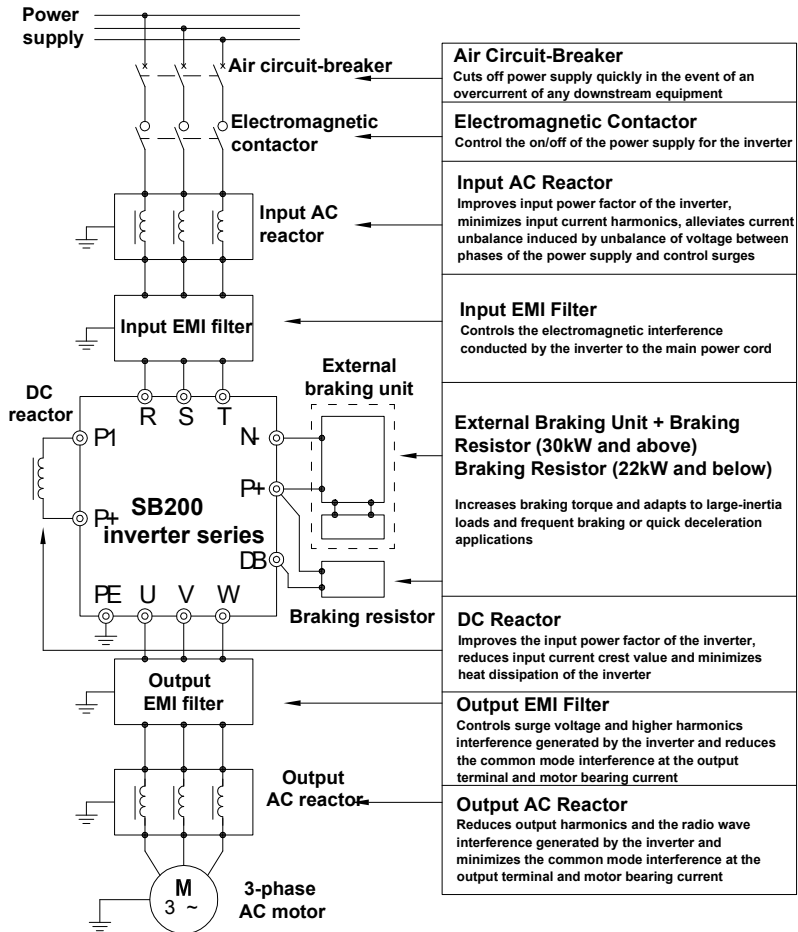 Power
supply
Air circuit-breaker
Electromagnetic
contactor
Input AC
reactor
Input EMI filter
External
braking unit
DC
reactor
R S T
P1
N-
P+
P+
SB200
inverter series
DB
PE U V W
Braking resistor
Output
EMI filter
Output
AC reactor
M
3 ~
3-phase
AC motor
Air Circuit-Breaker
Cuts off power supply quickly in the event of an
overcurrent of any downstream equipment
Electromagnetic Contactor
Control the on/off of the power supply for the inverter
Input AC Reactor
Improves input power factor of the inverter,
minimizes input current harmonics, alleviates current
unbalance induced by unbalance of voltage between
phases of the power supply and control surges
Input EMI Filter
Controls the electromagnetic interference
conducted by the inverter to the main power cord
External Braking Unit + Braking
Resistor (30kW and above)
Braking Resistor (22kW and below)
Increases braking torque and adapts to large-inertia
loads and frequent braking or quick deceleration
applications
DC Reactor
Improves the input power factor of the inverter,
reduces input current crest value and minimizes
heat dissipation of the inverter
Output EMI Filter
Controls surge voltage and higher harmonics
interference generated by the inverter and reduces
the common mode interference at the output
terminal and motor bearing current
Output AC Reactor
Reduces output harmonics and the radio wave
interference generated by the inverter and
minimizes the common mode interference at the
output terminal and motor bearing current